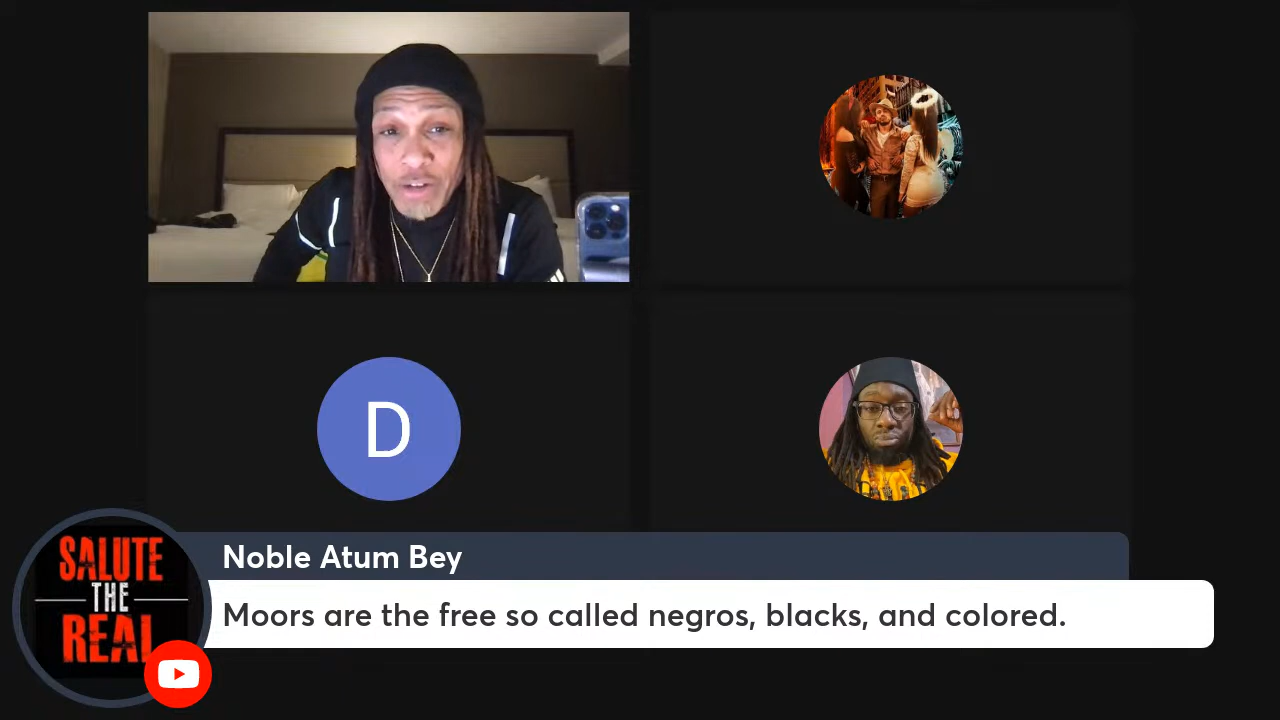 D
SALUTE
THE
REAL
Noble Atum Bey
Moors are the free so called negros, blacks, and colored.